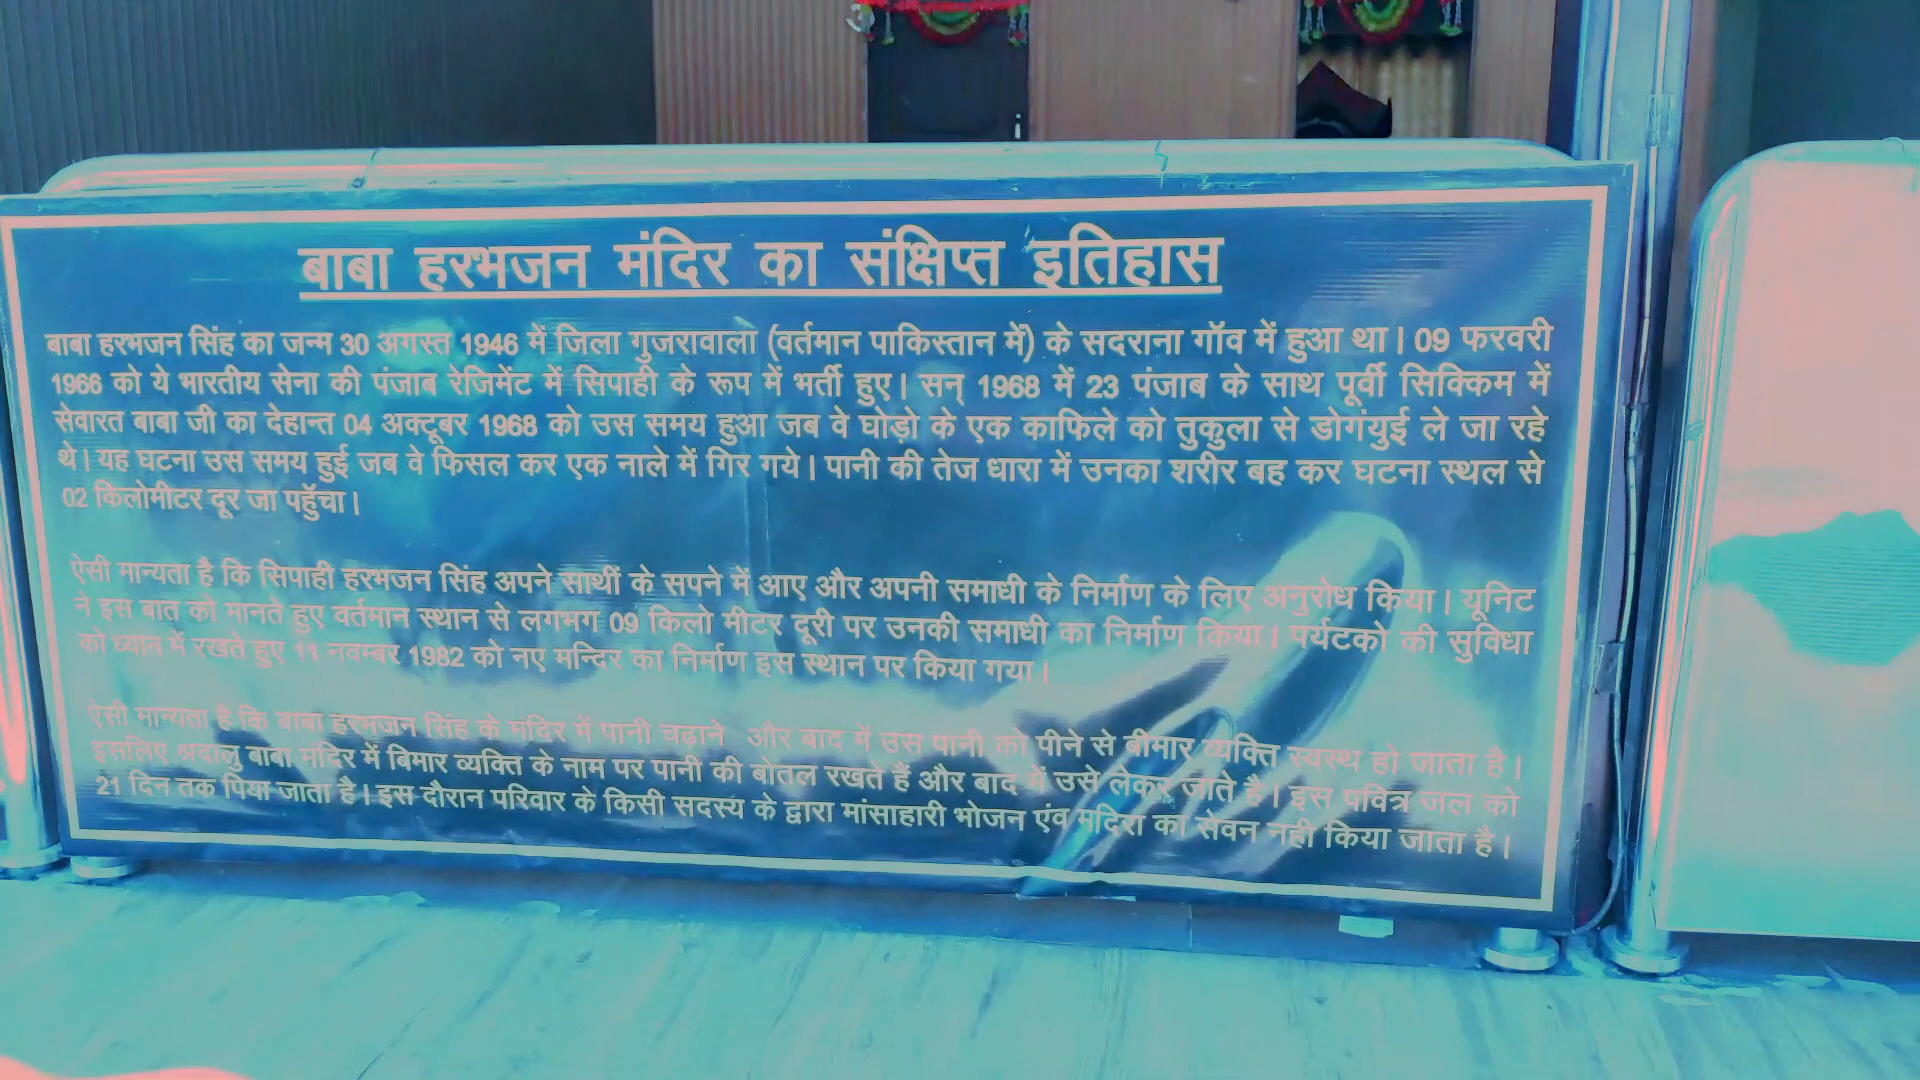 बाबा हरभजन मंदिर का संक्षिप्त इतिहास
बाबा हरभजन सिंह का जन्म 30 अगस्त 1946 में जिला गुजरावाला (वर्तमान पाकिस्तान में) के सदराना गॉव में हुआ था। 09 फरवरी
1966 को ये भारतीय सेना की पंजाब रेजिमेंट में सिपाही के रूप में भर्ती हुए। सन् 1968 में 23 पंजाब के साथ पूर्वी सिक्किम में
सेवारत बाबा जी का देहान्त 04 अक्टूबर 1968 को उस समय हुआ जब वे घोड़ो के एक काफिले को तुकुला से डोगंयुई ले जा रहे
थे। यह घटना उस समय हुई जब वे फिसल कर एक नाले में गिर गये। पानी की तेज धारा में उनका शरीर बह कर घटना स्थल से
02 किलोमीटर दूर जा पहुँचा।
ऐसी मान्यता है कि सिपाही हरभजन सिंह अपने साथीं के सपने में आए और अपनी समाधी के निर्माण के लिए अनुरोध किया। यूनिट
ने इस बात को मानते हुए वर्तमान स्थान से लगभग 09 किलो मीटर दूरी पर उनकी समाधी का निर्माण किया। पर्यटको की सुविधा
को ध्यान में रखते हुए 11 नवम्बर 1982 को नए मन्दिर का निर्माण इस स्थान पर किया गया।
ऐसी मान्यता है कि बाबा हरभजन सिंह के मंदिर में पानी चढ़ाने और बाद में उस पानी को पीने से बीमार व्यक्ति स्वस्थ हो जाता है।
इसलिए श्रदालु बाबा मंदिर में बिमार व्यक्ति के नाम पर पानी की बोतल रखते हैं और बाद में उसे लेकर जाते है। इस पवित्र जल को
21 दिन तक पिया जाता है। इस दौरान परिवार के किसी सदस्य के द्वारा मांसाहारी भोजन एंव मदिरा का सेवन नही किया जाता है।